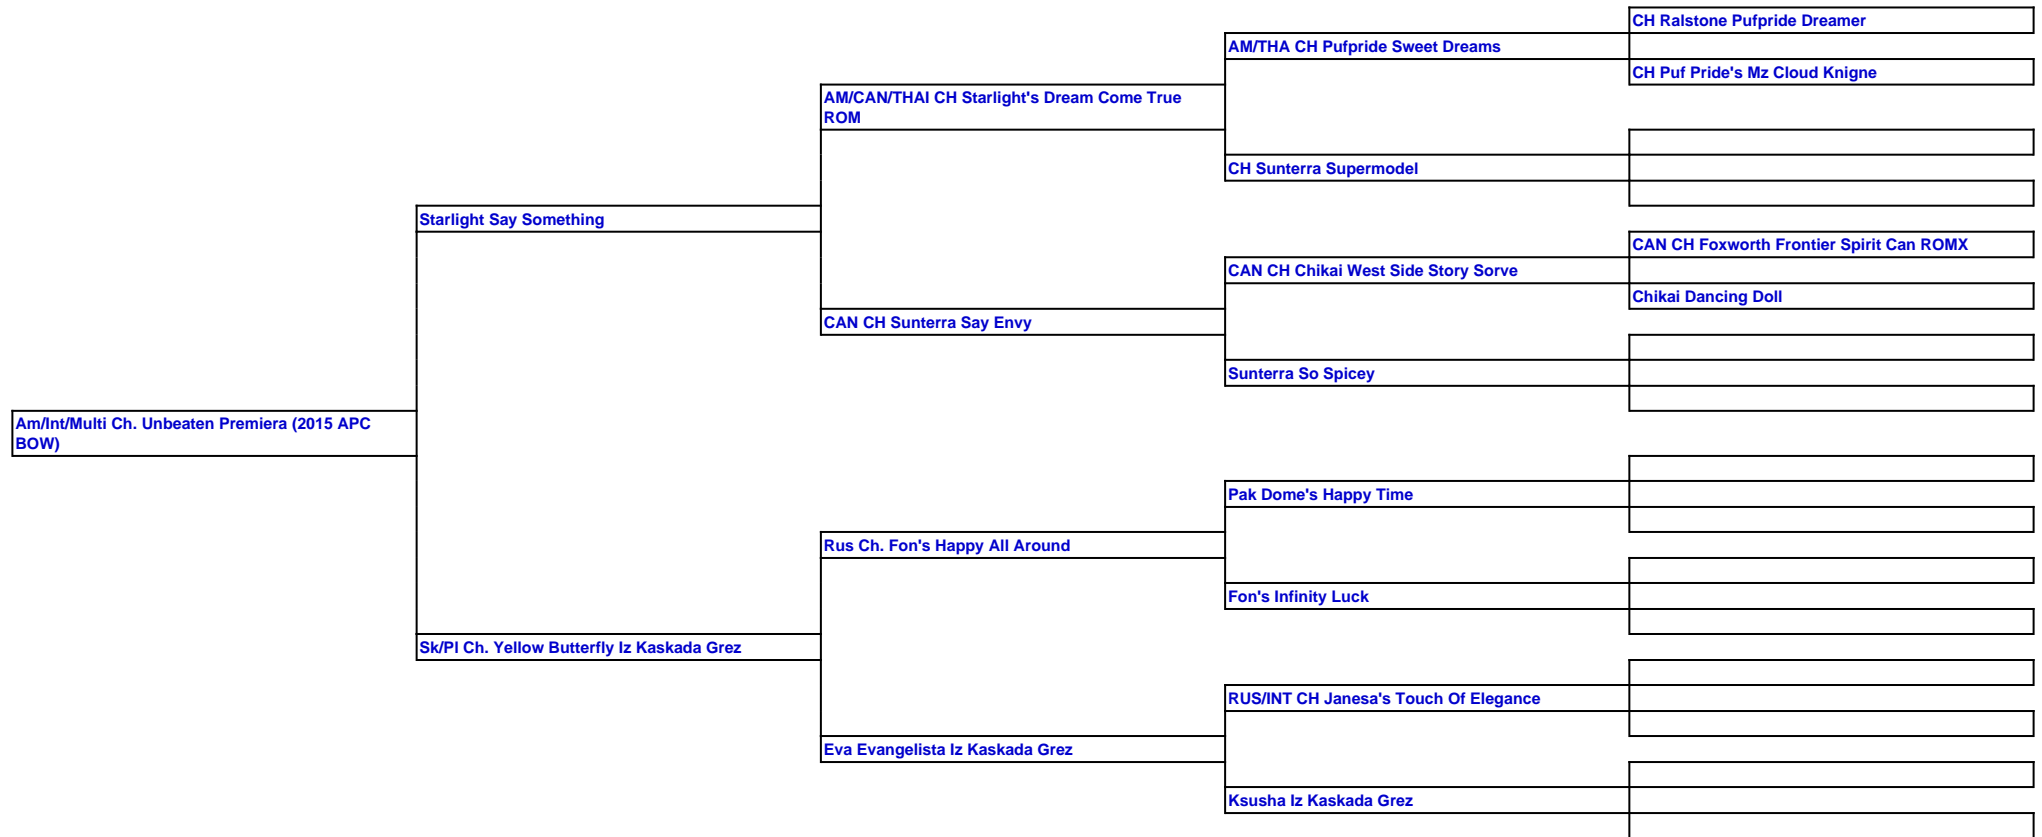 CH Ralstone Pufpride Dreamer
AM/THA CH Pufpride Sweet Dreams
CH Puf Pride's Mz Cloud Knigne
AM/CAN/THAI CH Starlight's Dream Come True
ROM
CH Sunterra Supermodel
Starlight Say Something
CAN CH Foxworth Frontier Spirit Can ROMX
CAN CH Chikai West Side Story Sorve
Chikai Dancing Doll
CAN CH Sunterra Say Envy
Sunterra So Spicey
Am/Int/Multi Ch. Unbeaten Premiera (2015 APC
BOW)
Pak Dome's Happy Time
Rus Ch. Fon's Happy All Around
Fon's Infinity Luck
Sk/Pl Ch. Yellow Butterfly Iz Kaskada Grez
RUS/INT CH Janesa's Touch Of Elegance
Eva Evangelista Iz Kaskada Grez
Ksusha Iz Kaskada Grez